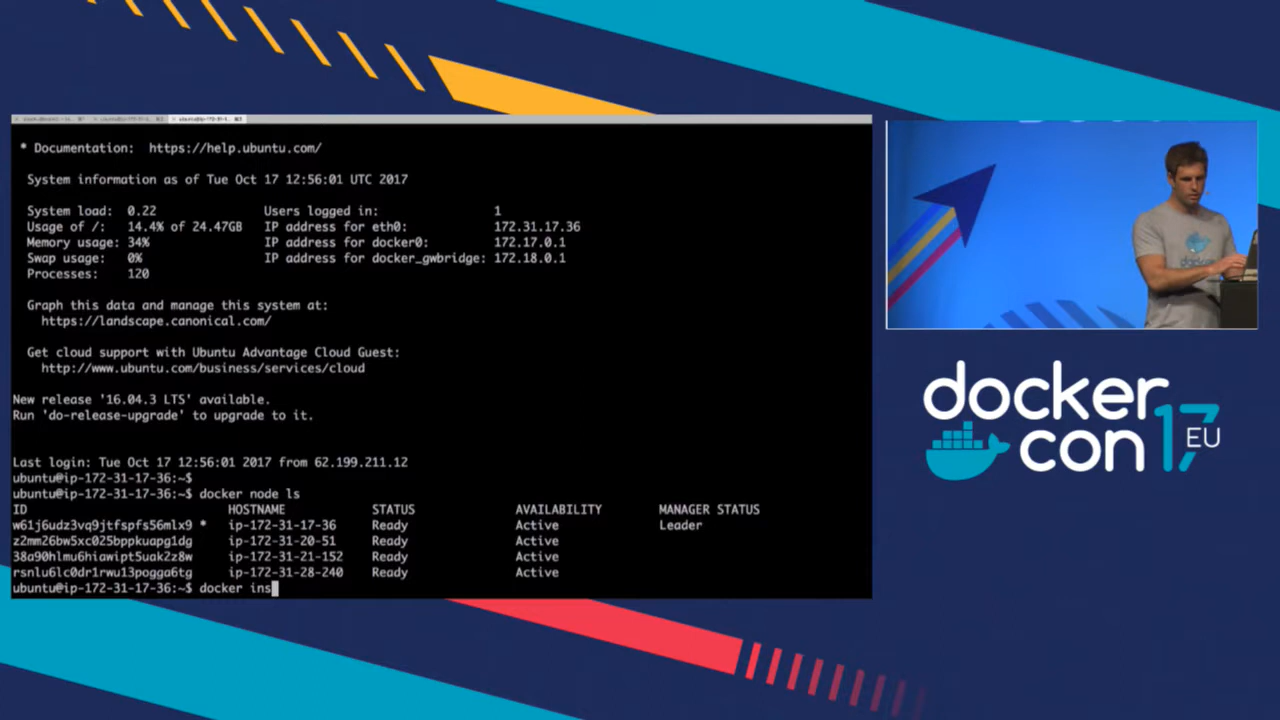 * Documentation: https://help.ubuntu.com/
System information as of Tue Oct 17 12:56:01 UTC 2017
System load: 0.22 Users logged in: 1
Usage of /: 14.4% of 24.47GB IP address for eth0: 172.31.17.36
Memory usage: 34% IP address for docker0: 172.17.0.1
Swap usage: 0% IP address for docker_gwbridge: 172.18.0.1
Processes: 120
Graph this data and manage this system at:
https://landscape.canonical.com/
Get cloud support with Ubuntu Advantage Cloud Guest:
http://www.ubuntu.com/business/services/cloud
New release '16.04.3 LTS' available.
Run 'do-release-upgrade' to upgrade to it.
Last login: Tue Oct 17 12:56:01 2017 from 62.199.211.12
ubuntu@ip-172-31-17-36:~$
ubuntu@ip-172-31-17-36:~$ docker node ls
ID HOSTNAME STATUS AVAILABILITY MANAGER STATUS
w61j6udz3vq9jtfspfs56mlx9 * ip-172-31-17-36 Ready Active Leader
z2mm26bw5xc025bppkuapg1dg ip-172-31-20-51 Ready Active
38a90hlmu6hiawipt5uak2z8w ip-172-31-21-152 Ready Active
rsnlu6lc0dr1rwu13pogga6tg ip-172-31-28-240 Ready Active
ubuntu@ip-172-31-17-36:~$ docker ins
docker
con 17 EU